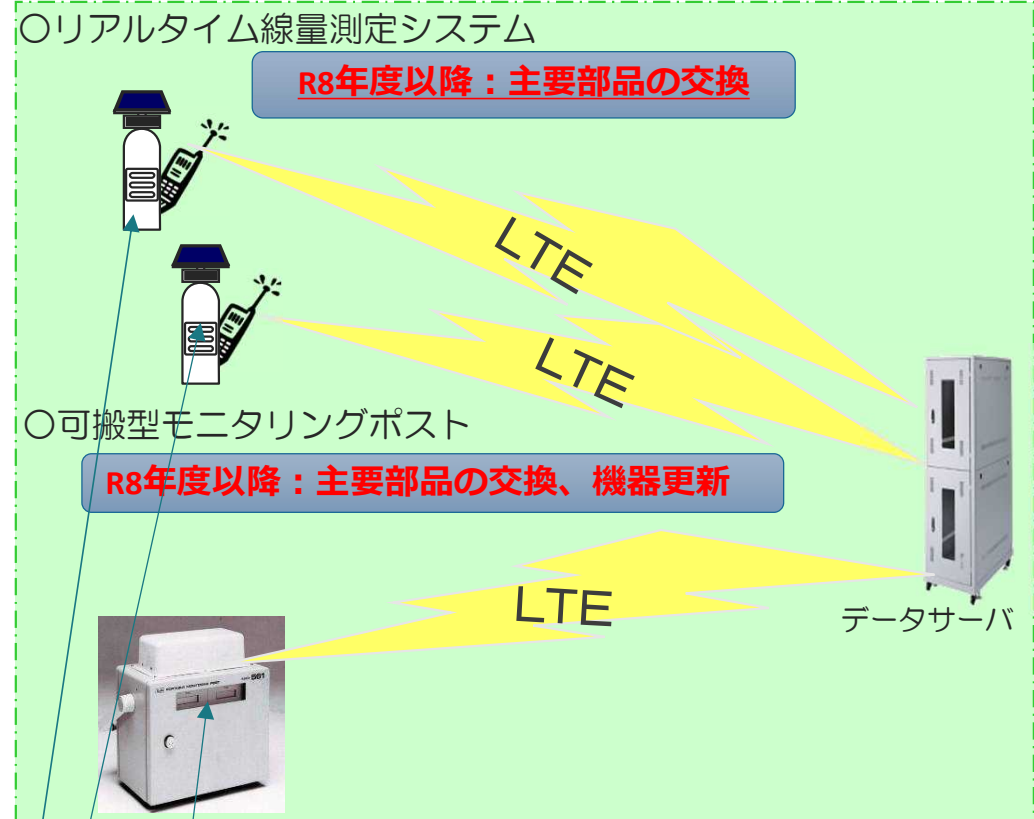 〇リアルタイム線量測定システム
R8年度以降：主要部品の交換
LTE
LTE
〇可搬型モニタリングポスト
R8年度以降：主要部品の交換、機器更新
LTE
データサーバ
561